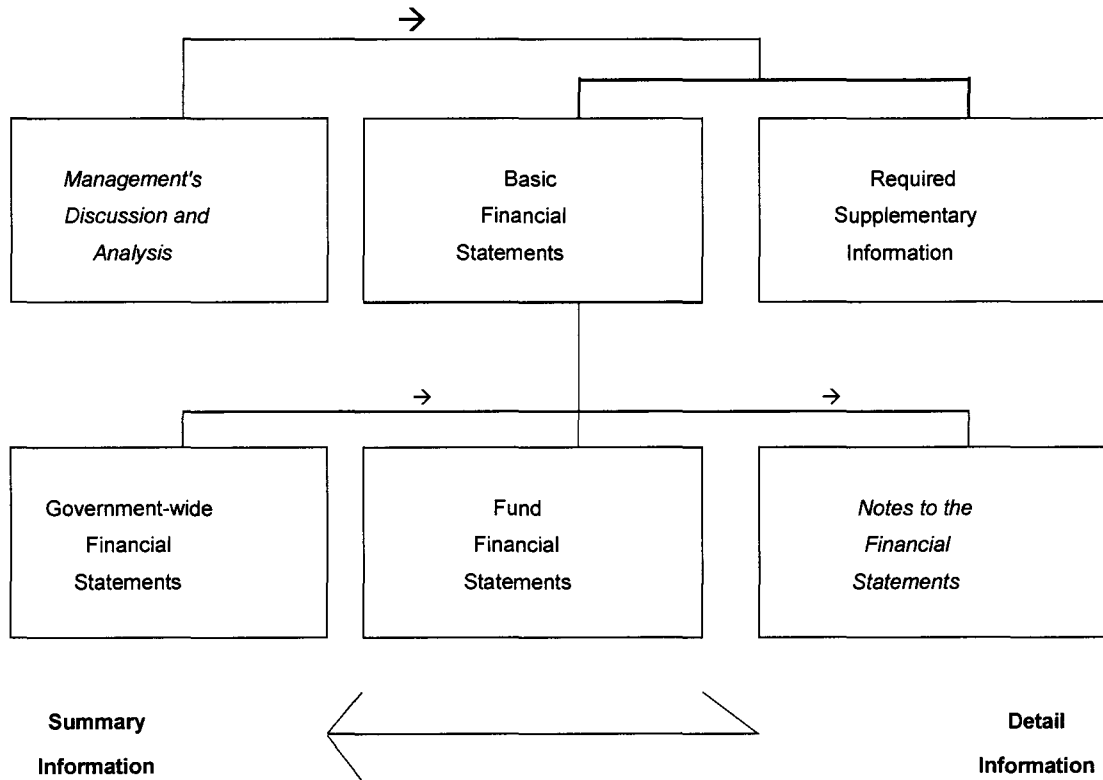 →
Management's
Discussion and
Analysis
Basic
Financial
Statements
Required
Supplementary
Information
→
→
Government-wide
Financial
Statements
Fund
Financial
Statements
Notes to the
Financial
Statements
Summary
Information
Detail
Information